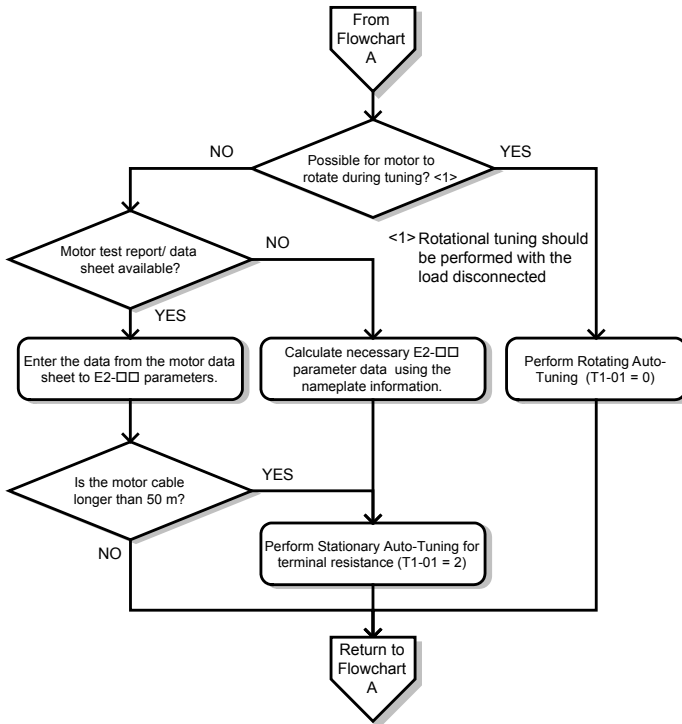 From
Flowchart
A
NO
YES
Possible for motor to
rotate during tuning? <1>
Motor test report/ data
sheet available?
NO
<1> Rotational tuning should
be performed with the
load disconnected
YES
Enter the data from the motor data
sheet to E2-□□ parameters.
Calculate necessary E2-□□
parameter data using the
nameplate information.
Perform Rotating Auto-
Tuning (T1-01 = 0)
Is the motor cable
longer than 50 m?
YES
NO
Perform Stationary Auto-Tuning for
terminal resistance (T1-01 = 2)
Return to
Flowchart
A